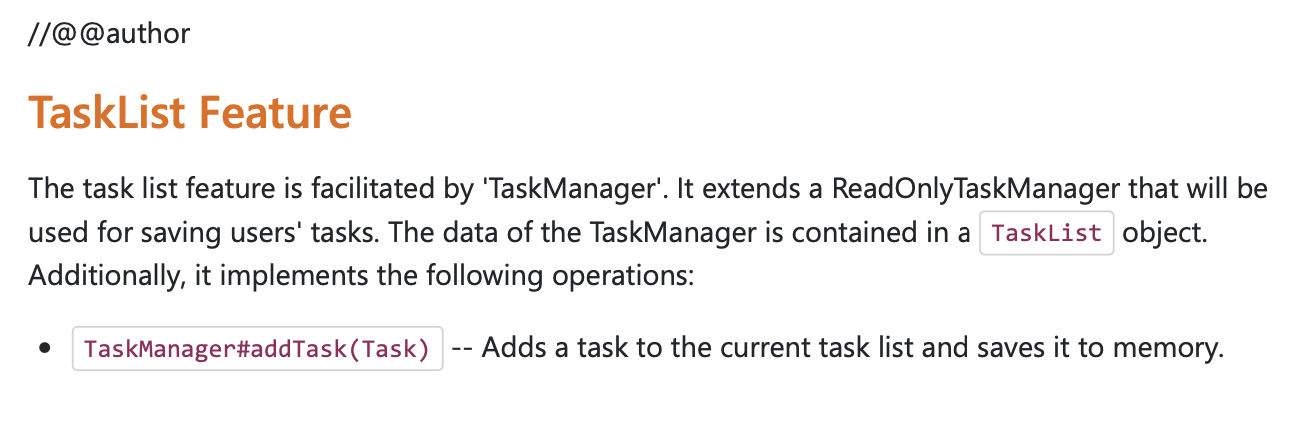 //@@author
TaskList Feature
The task list feature is facilitated by 'TaskManager'. It extends a ReadOnlyTaskManager that will be
used for saving users' tasks. The data of the TaskManager is contained in a TaskList object.
Additionally, it implements the following operations:
• TaskManager#addTask(Task) -- Adds a task to the current task list and saves it to memory.